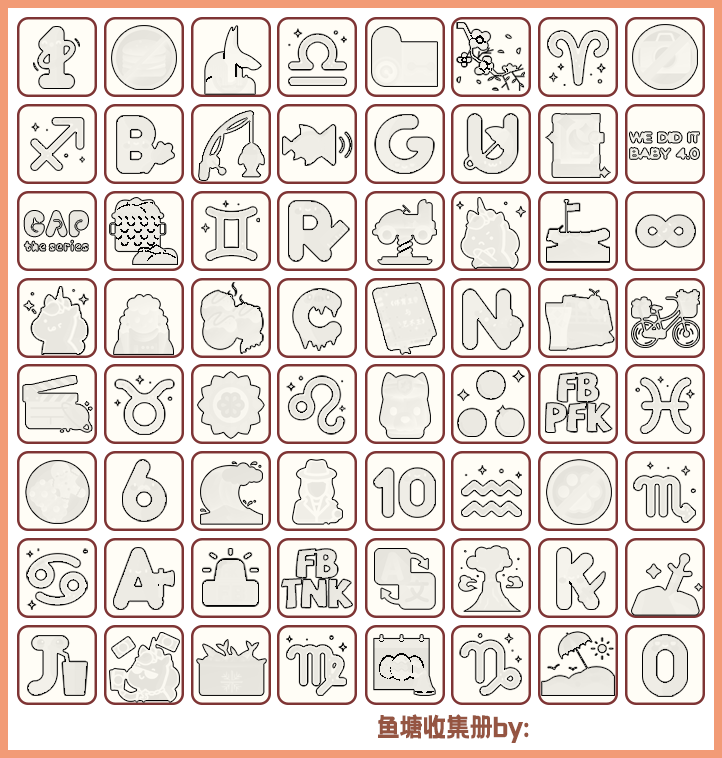 B
G
U
WE DID IT
BABY 4.0
GAP
the series
R
C
N
FB
PFK
6
10
A
FB
TNK
文
K
J
O
鱼塘收集册by: